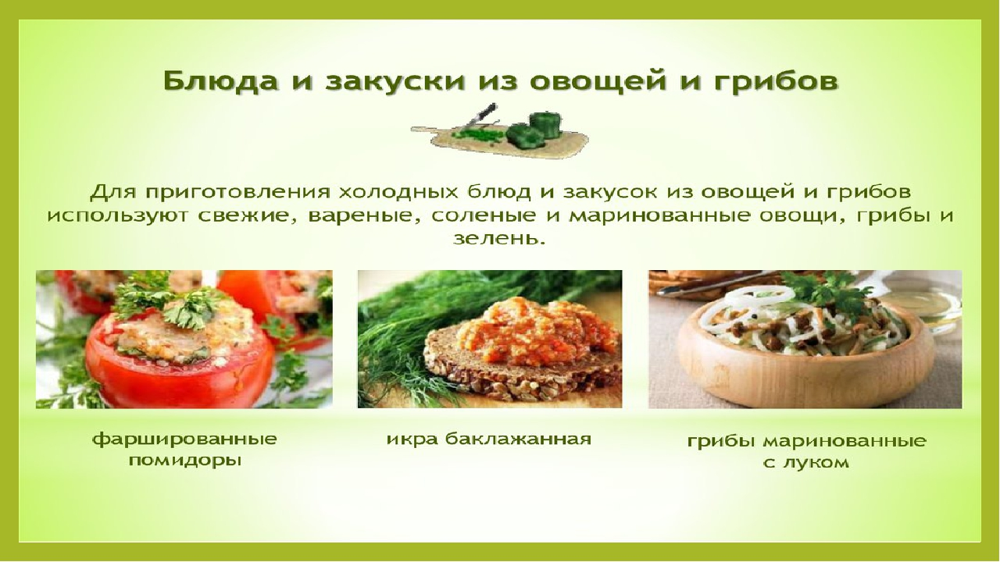 Блюда и закуски из овощей и грибов
Для приготовления холодных блюд и закусок из овощей и грибов
используют свежие, вареные, соленые и маринованные овощи, грибы и
зелень.
фаршированные
помидоры
икра баклажанная
грибы маринованные
с луком